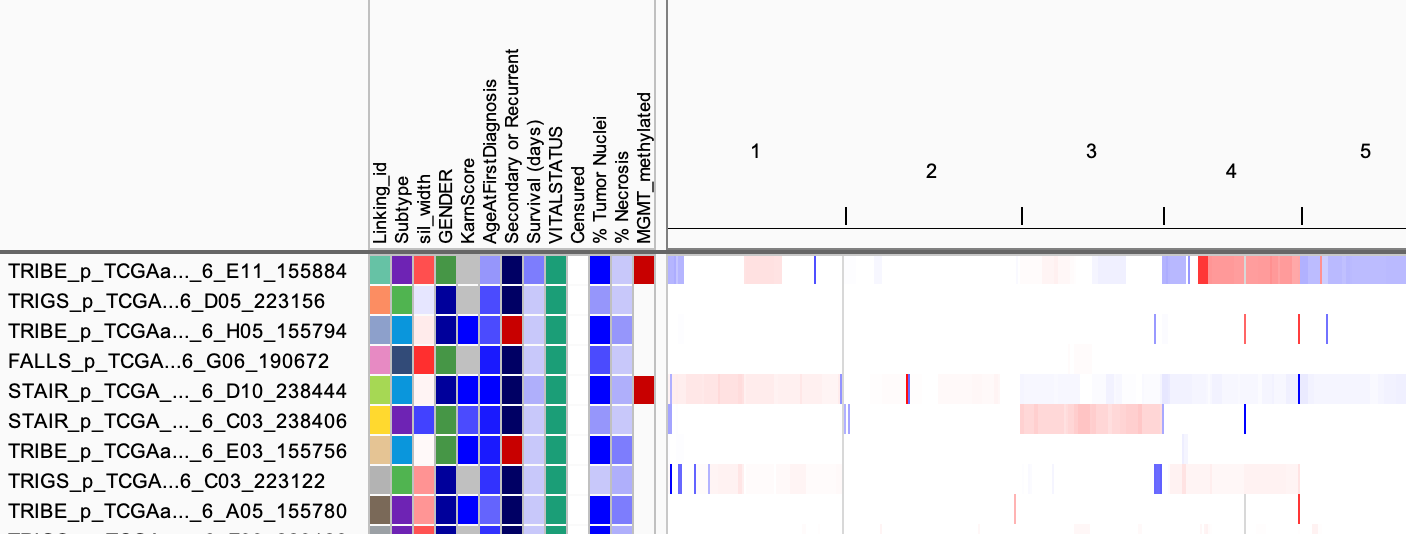 Linking_id
Subtype
sil_width
GENDER
KarnScore
AgeAtFirstDiagnosis
Secondary or Recurrent
Survival (days)
VITALSTATUS
Censured
% Tumor Nuclei
% Necrosis
MGMT_methylated
1
2
3
4
5
TRIBE_p_TCGAa..._6_E11_155884
TRIGS_p_TCGA...6_D05_223156
TRIBE_p_TCGAa..._6_H05_155794
FALLS_p_TCGA...6_G06_190672
STAIR_p_TCGA_..._6_D10_238444
STAIR_p_TCGA_..._6_C03_238406
TRIBE_p_TCGAa..._6_E03_155756
TRIGS_p_TCGA...6_C03_223122
TRIBE_p_TCGAa..._6_A05_155780